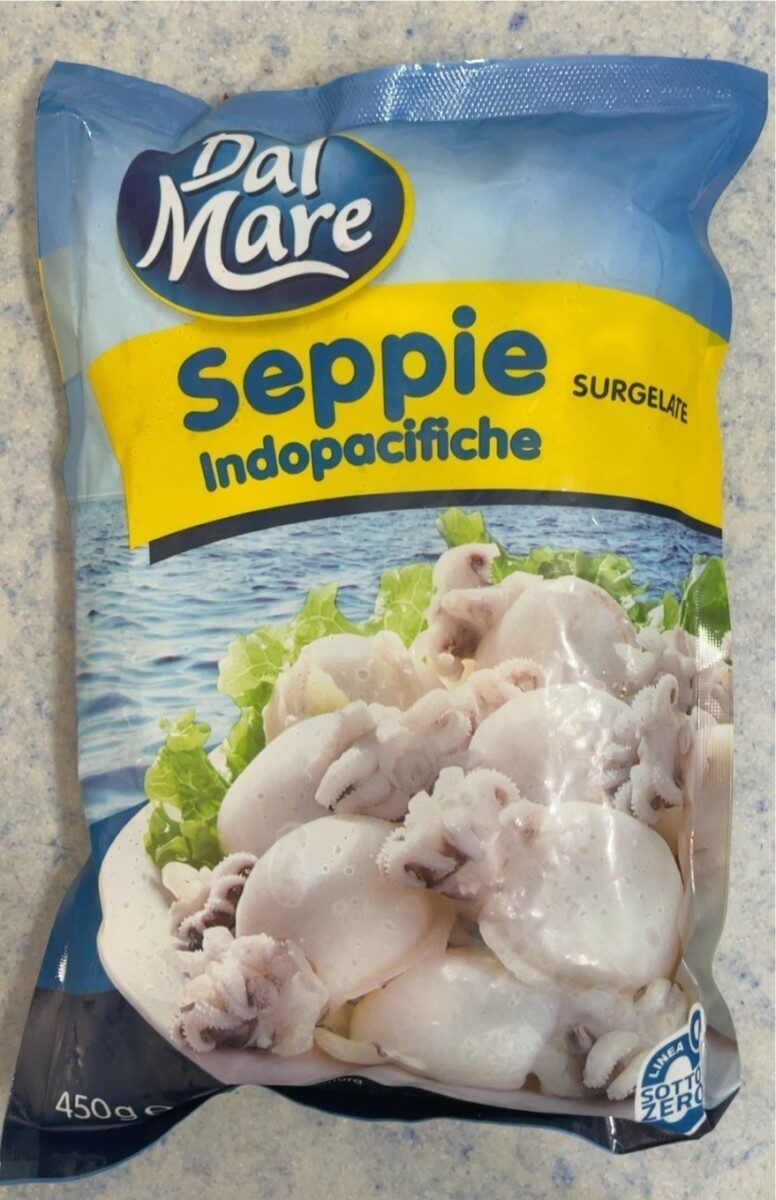 Dal
Mare
Seppie
SURGELATE
Indopacifiche
450g e
LINEA
SOTTO
ZERO